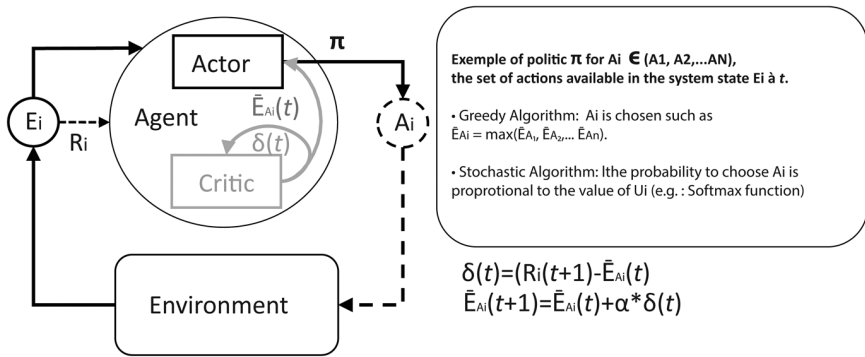 Actor
π
ĒAi(t)
Agent
Ei
Ri
δ(t)
Critic
Ai
Environment
Exemple of politic π for Ai ϵ (A1, A2,...AN),
the set of actions available in the system state Ei à t.
• Greedy Algorithm: Ai is chosen such as
ĒAi = max(ĒA₁, ĒA₂,... ĒAn).
• Stochastic Algorithm: lthe probability to choose Ai is
proprotional to the value of Ui (e.g. : Softmax function)
δ(t)=(Ri(t+1)-ĒAi(t)
ĒAi(t+1)=ĒAi(t)+α*δ(t)